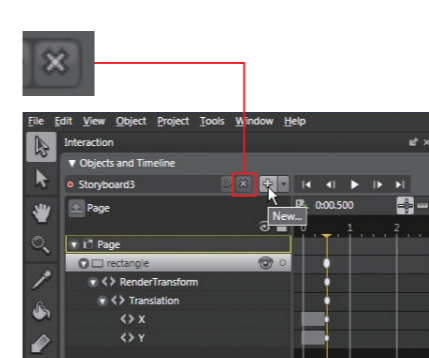 File Edit View Object Project Tools Window Help
Interaction
Objects and Timeline
Storyboard3
Page
0:00.500
New...
0 1 2
Page
rectangle
<> RenderTransform
<> Translation
<> X
<> Y